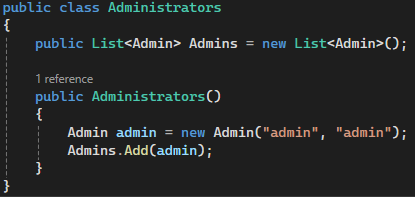 public class Administrators
{
public List<Admin> Admins = new List<Admin>();
1 reference
public Administrators()
{
Admin admin = new Admin("admin", "admin");
Admins.Add(admin);
}
}